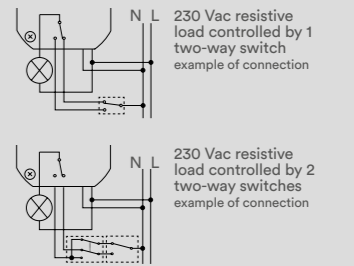 N L
230 Vac resistive
load controlled by 1
two-way switch
example of connection
N L
230 Vac resistive
load controlled by 2
two-way switches
example of connection